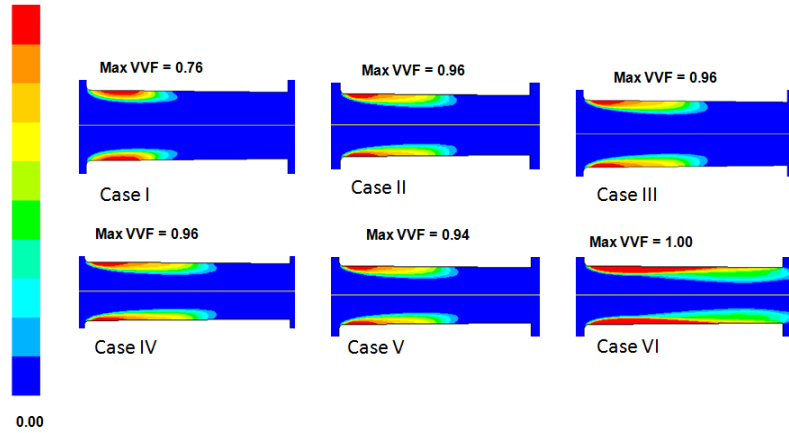 Max VVF = 0.76
Max VVF = 0.96
Max VVF = 0.96
Case I
Case II
Case III
Max VVF = 0.96
Max VVF = 0.94
Max VVF = 1.00
Case IV
Case V
Case VI
0.00